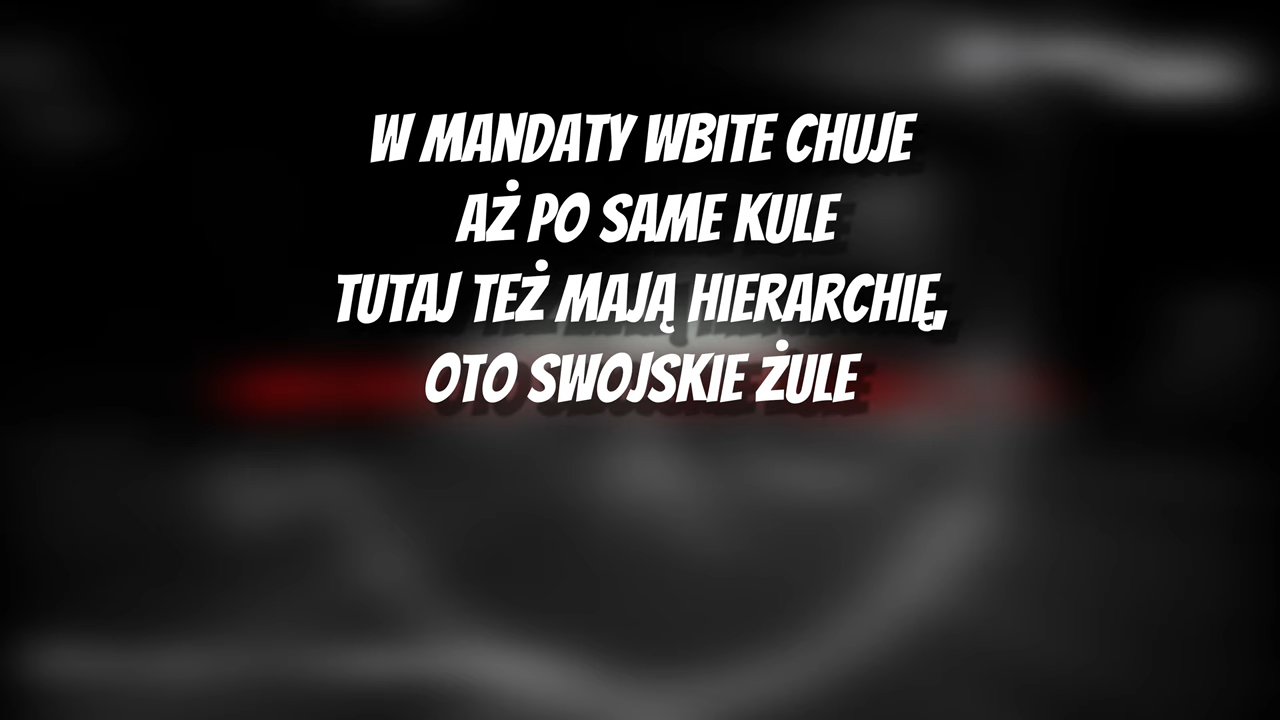 W MANDATY WBITE CHUJE
AŻ PO SAME KULE
TUTAJ TEŻ MAJĄ HIERARCHIĘ,
OTO SWOJSKIE ŻULE